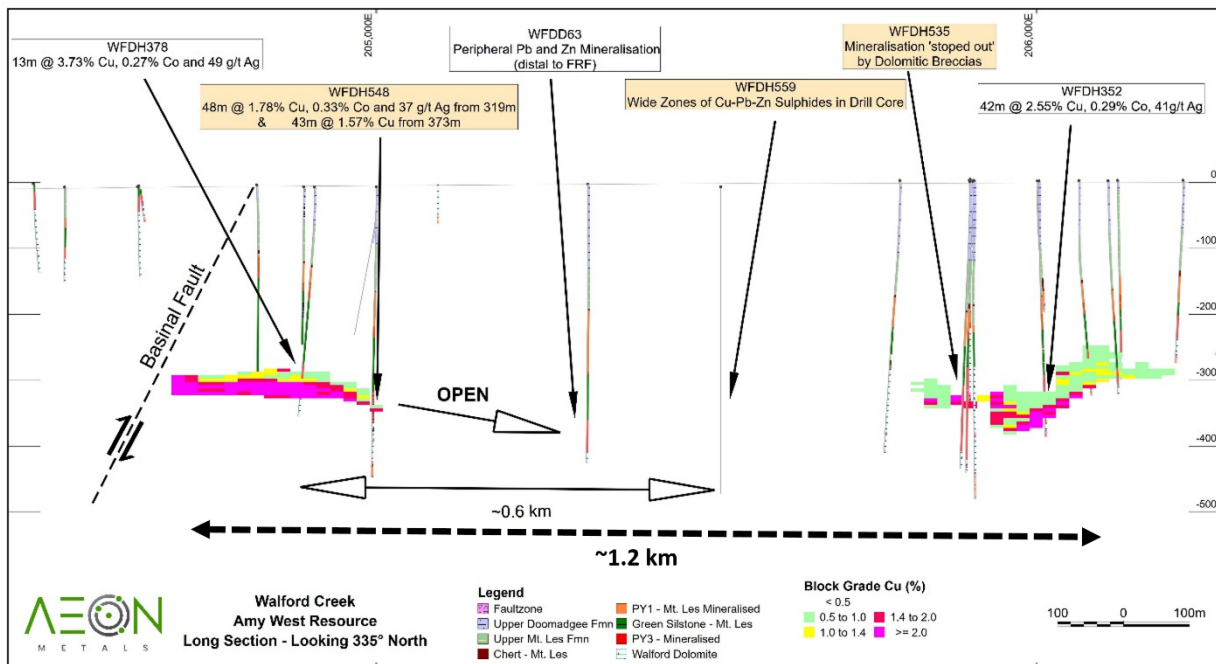 205,000E
206,000E
WFDH378
13m @ 3.73% Cu, 0.27% Co and 49 g/t Ag
WFDH548
48m @ 1.78% Cu, 0.33% Co and 37 g/t Ag from 319m
& 43m @ 1.57% Cu from 373m
WFDD63
Peripheral Pb and Zn Mineralisation
(distal to FRF)
WFDH559
Wide Zones of Cu-Pb-Zn Sulphides in Drill Core
WFDH535
Mineralisation 'stoped out'
by Dolomitic Breccias
WFDH352
42m @ 2.55% Cu, 0.29% Co, 41g/t Ag
0
-100
-200
-300
-400
-500
Basinal Fault
OPEN
~0.6 km
~1.2 km
AEON
METALS
Walford Creek
Amy West Resource
Long Section - Looking 335° North
Legend
Faultzone
Upper Doomadgee Fmn
Upper Mt. Les Fmn
Chert - Mt. Les
PY1 - Mt. Les Mineralised
Green Silstone - Mt. Les
PY3 - Mineralised
Walford Dolomite
Block Grade Cu (%)
< 0.5
0.5 to 1.0
1.0 to 1.4
1.4 to 2.0
>= 2.0
100 0 100m